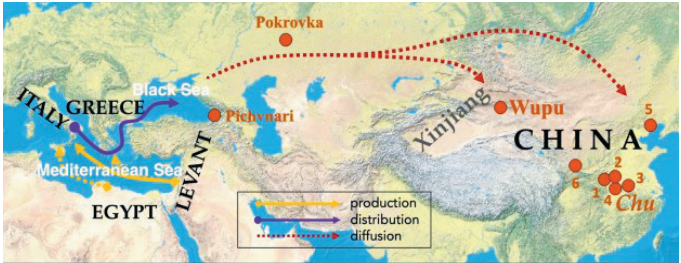 Pokrovka
Black Sea
ITALY
GREECE
Pichvnari
Xinjiang
Wupu
CHINA
5
Mediterranean Sea
LEVANT
EGYPT
6
2
1
3
4
Chu
production
distribution
diffusion